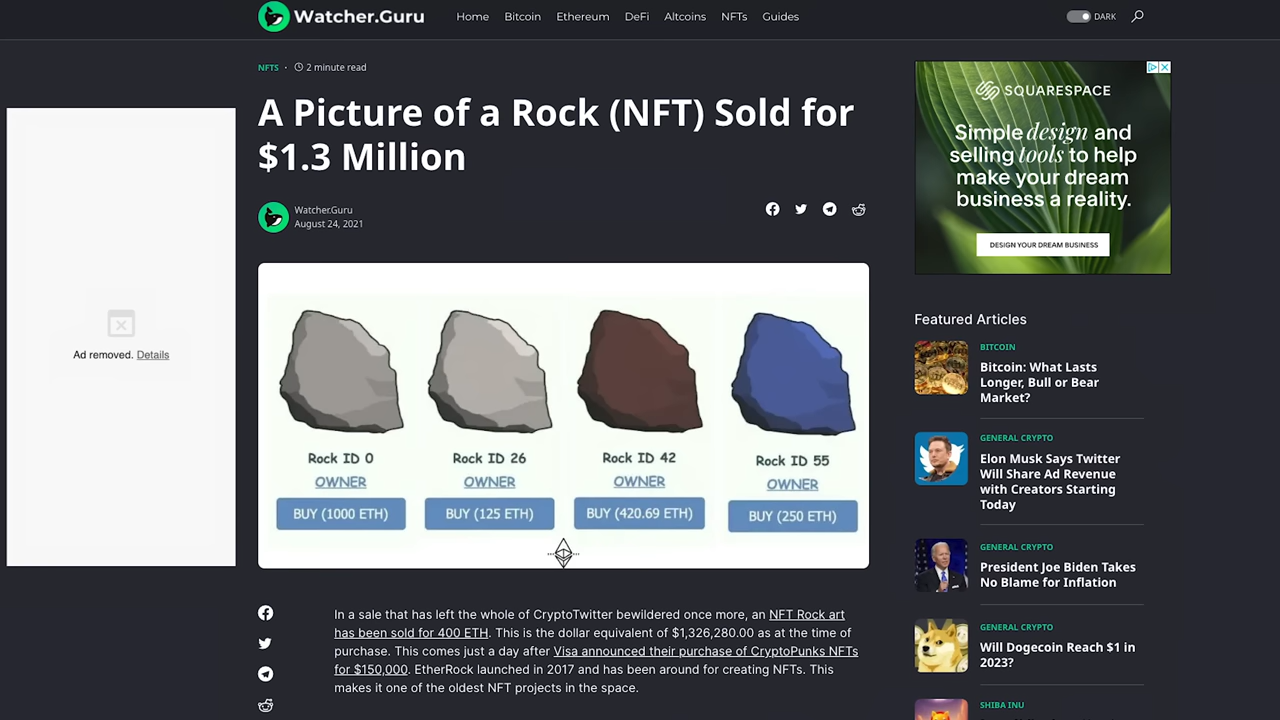 Watcher.Guru
Home Bitcoin Ethereum DeFi Altcoins NFTs Guides
DARK
NFTS · 2 minute read
A Picture of a Rock (NFT) Sold for
$1.3 Million
Watcher.Guru
August 24, 2021
Ad removed. Details
Rock ID 0
OWNER
BUY (1000 ETH)
Rock ID 26
OWNER
BUY (125 ETH)
Rock ID 42
OWNER
BUY (420.69 ETH)
Rock ID 55
OWNER
BUY (250 ETH)
In a sale that has left the whole of CryptoTwitter bewildered once more, an NFT Rock art
has been sold for 400 ETH. This is the dollar equivalent of $1,326,280.00 as at the time of
purchase. This comes just a day after Visa announced their purchase of CryptoPunks NFTs
for $150,000. EtherRock launched in 2017 and has been around for creating NFTs. This
makes it one of the oldest NFT projects in the space.
SQUARESPACE
Simple design and
selling tools to help
make your dream
business a reality.
DESIGN YOUR DREAM BUSINESS
Featured Articles
BITCOIN
Bitcoin: What Lasts
Longer, Bull or Bear
Market?
GENERAL CRYPTO
Elon Musk Says Twitter
Will Share Ad Revenue
with Creators Starting
Today
GENERAL CRYPTO
President Joe Biden Takes
No Blame for Inflation
GENERAL CRYPTO
Will Dogecoin Reach $1 in
2023?
SHIBA INU